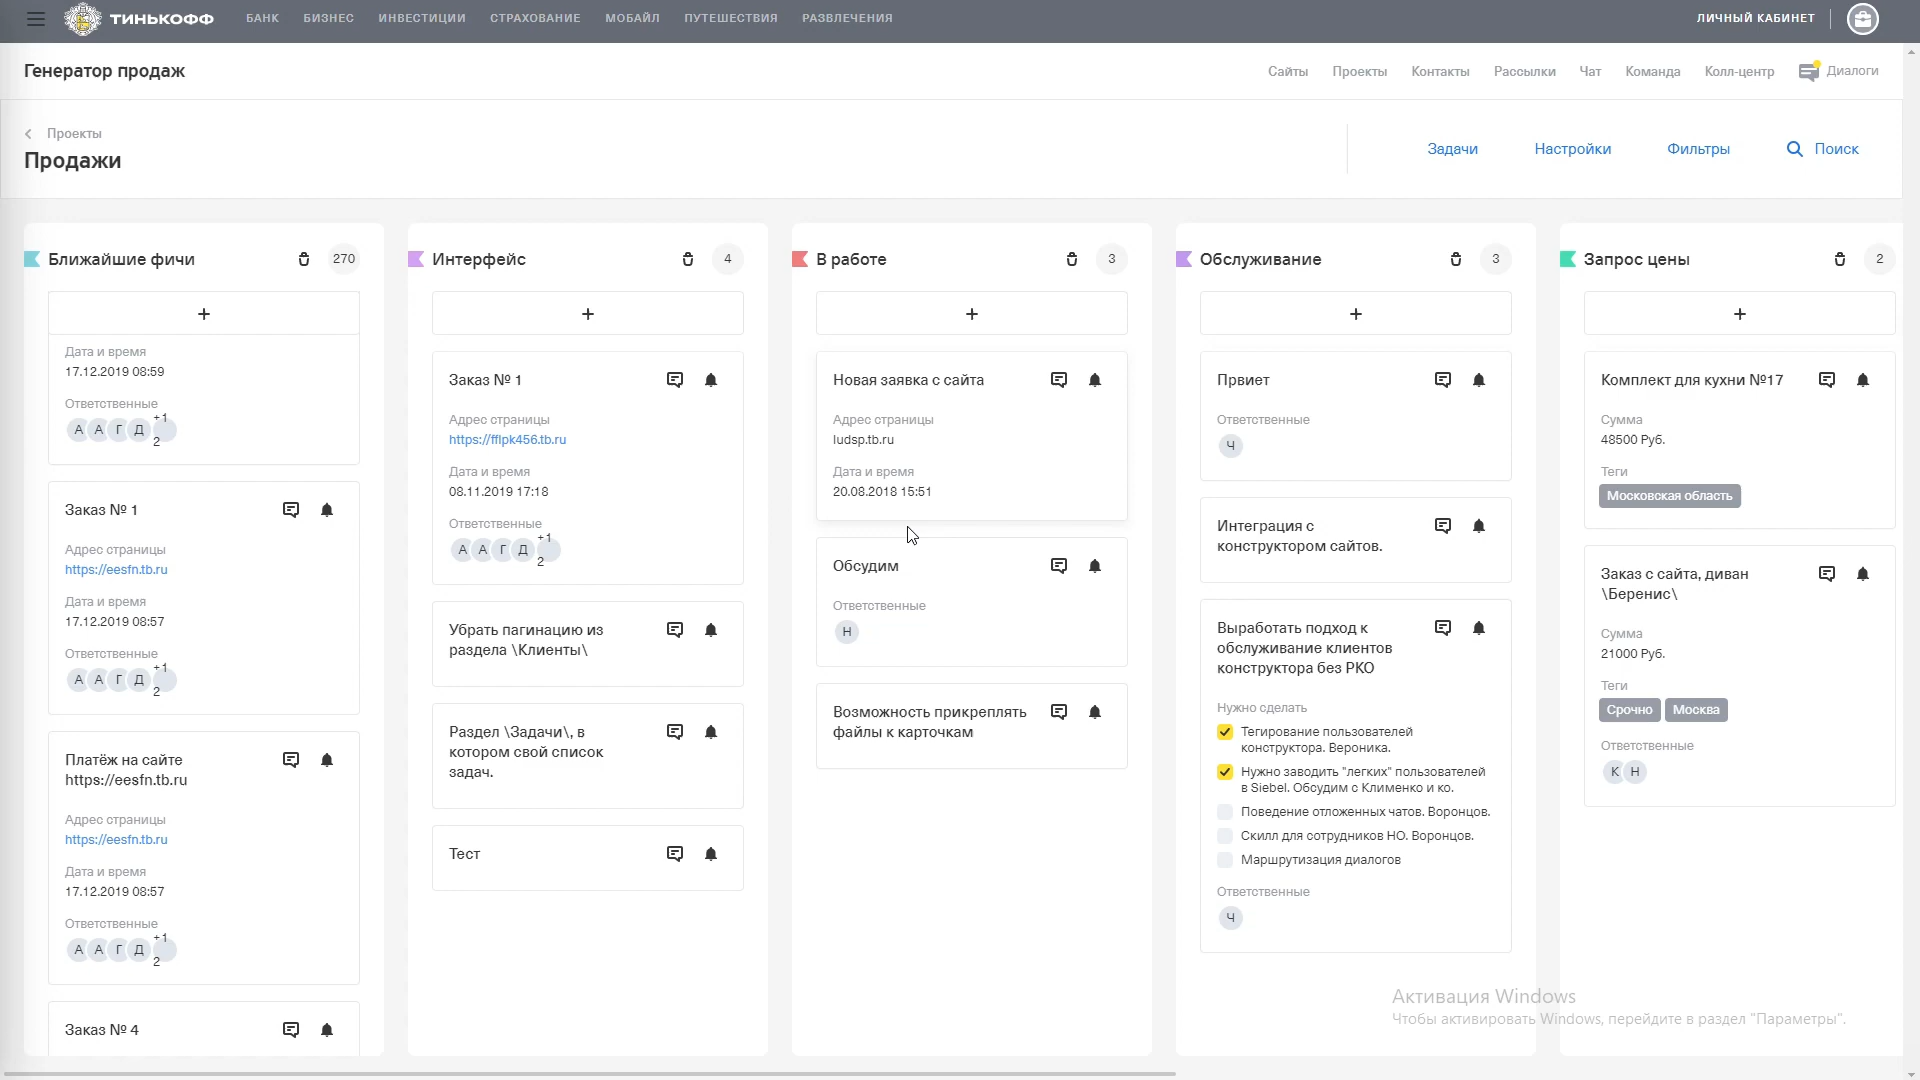 ТИНЬКОФФ
БАНК
БИЗНЕС
ИНВЕСТИЦИИ
СТРАХОВАНИЕ
МОБАЙЛ
ПУТЕШЕСТВИЯ
РАЗВЛЕЧЕНИЯ
ЛИЧНЫЙ КАБИНЕТ
Генератор продаж
Сайты
Проекты
Контакты
Рассылки
Чат
Команда
Колл-центр
Диалоги
Проекты
Продажи
Задачи
Настройки
Фильтры
Поиск
Ближайшие фичи
270
+
Дата и время
17.12.2019 08:59
Ответственные
А А Г Д +1
2
Заказ № 1
Адрес страницы
https://eesfn.tb.ru
Дата и время
17.12.2019 08:57
Ответственные
А А Г Д +1
2
Платёж на сайте
https://eesfn.tb.ru
Адрес страницы
https://eesfn.tb.ru
Дата и время
17.12.2019 08:57
Ответственные
А А Г Д +1
2
Заказ № 4
Интерфейс
4
+
Заказ № 1
Адрес страницы
https://fflpk456.tb.ru
Дата и время
08.11.2019 17:18
Ответственные
А А Г Д +1
2
Убрать пагинацию из
раздела \Клиенты\
Раздел \Задачи\, в
котором свой список
задач.
Тест
В работе
3
+
Новая заявка с сайта
Адрес страницы
ludsp.tb.ru
Дата и время
20.08.2018 15:51
Обсудим
Ответственные
Н
Возможность прикреплять
файлы к карточкам
Обслуживание
3
+
Првиет
Ответственные
Ч
Интеграция с
конструктором сайтов.
Выработать подход к
обслуживание клиентов
конструктора без РКО
Нужно сделать
Тегирование пользователей
конструктора. Вероника.
Нужно заводить "легких" пользователей
в Siebel. Обсудим с Клименко и ко.
Поведение отложенных чатов. Воронцов.
Скилл для сотрудников НО. Воронцов.
Маршрутизация диалогов
Ответственные
Ч
Запрос цены
2
+
Комплект для кухни №17
Сумма
48500 Руб.
Теги
Московская область
Заказ с сайта, диван
\Беренис\
Сумма
21000 Руб.
Теги
Срочно Москва
Ответственные
К Н
Активация Windows
Чтобы активировать Windows, перейдите в раздел "Параметры".